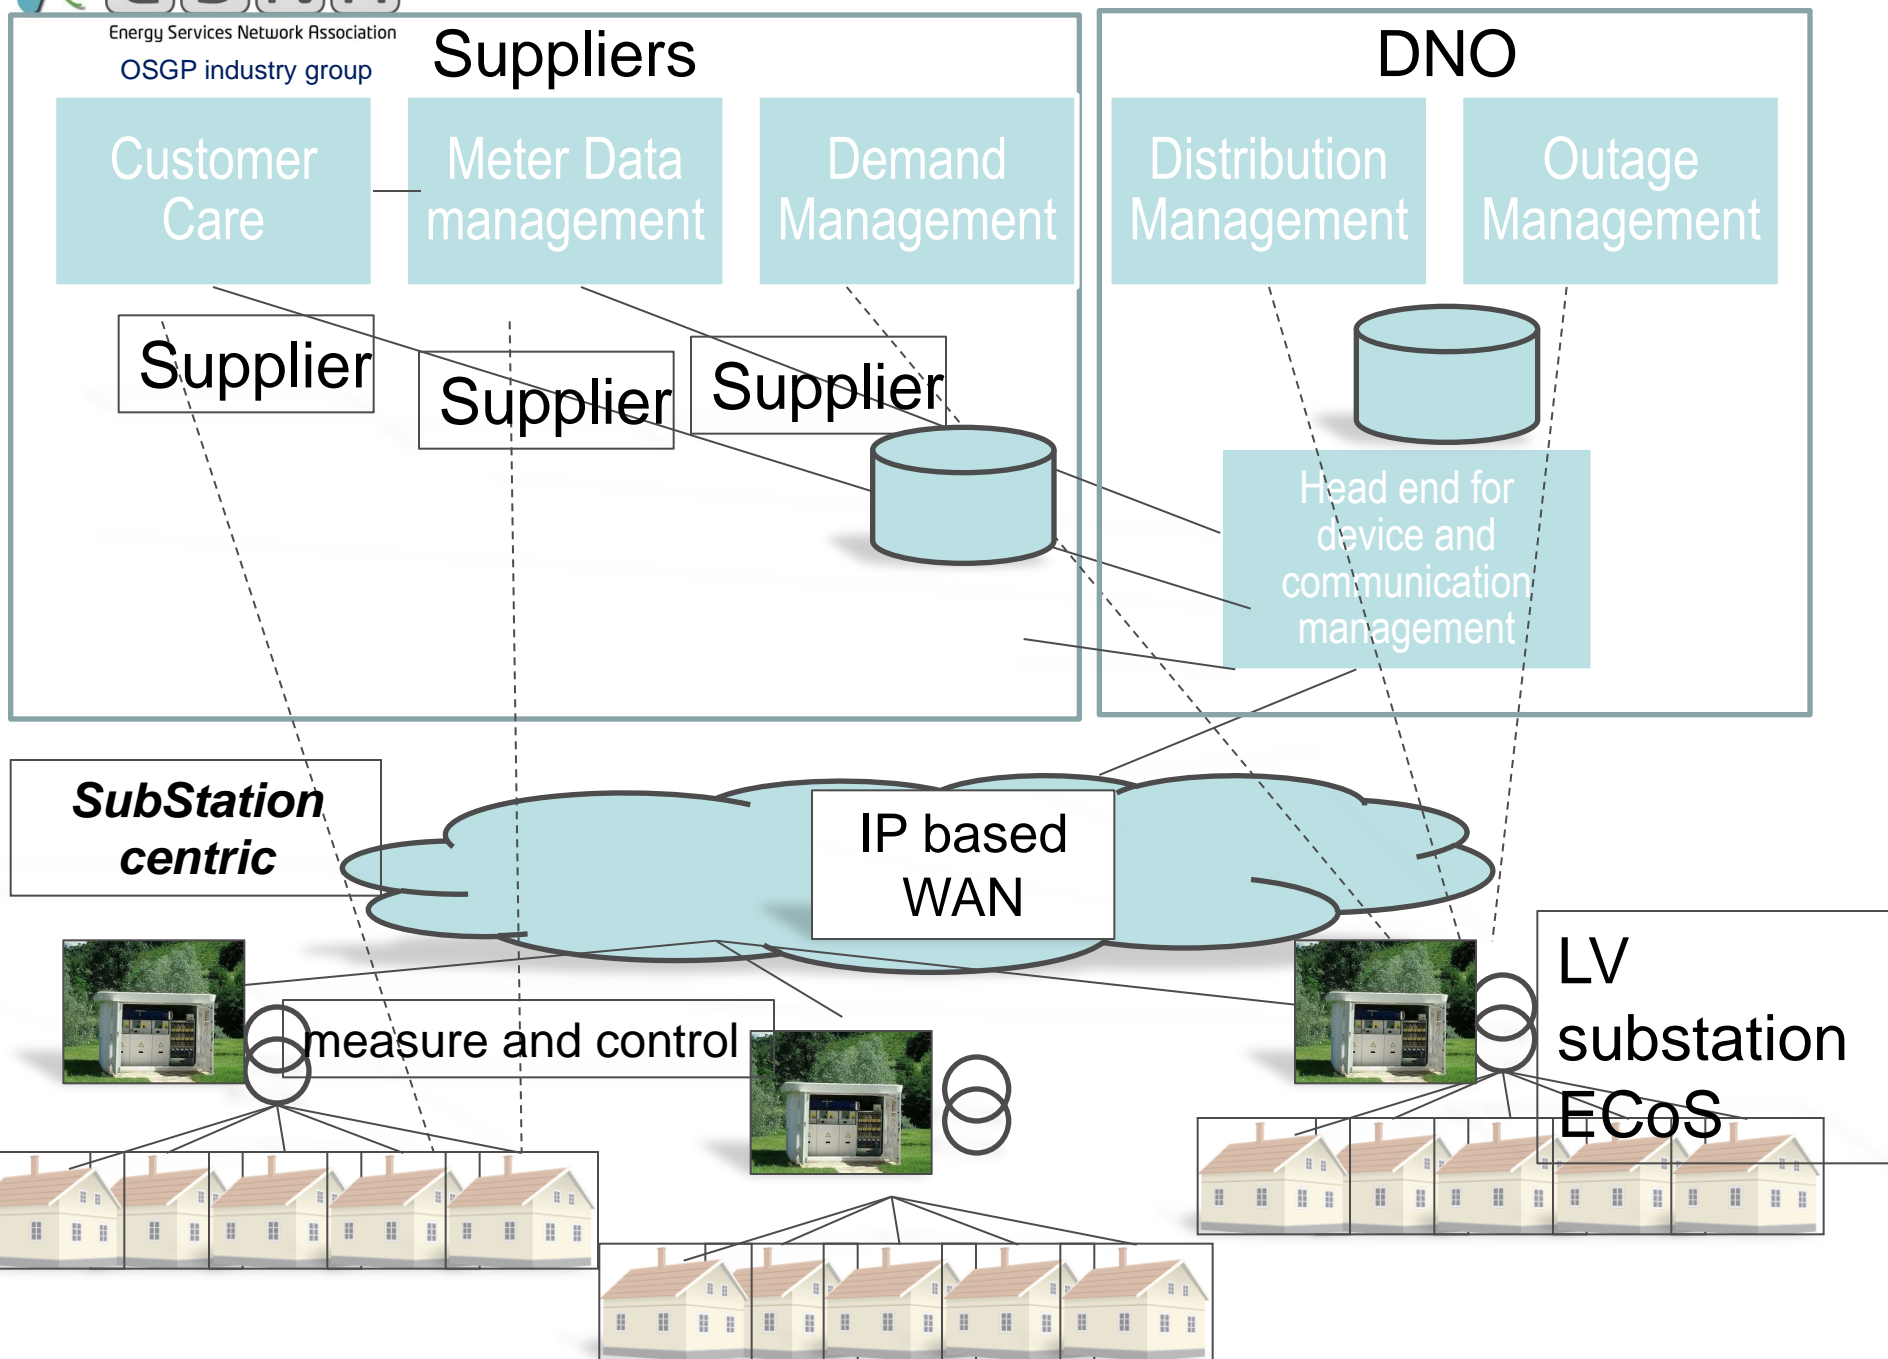 Energy Services Network Association
OSGP industry group
Suppliers
DNO
Customer
Care
Meter Data
management
Demand
Management
Distribution
Management
Outage
Management
Supplier
Supplier
Supplier
Head end for
device and
communication
management
SubStation
centric
IP based
WAN
measure and control
LV
substation
ECoS